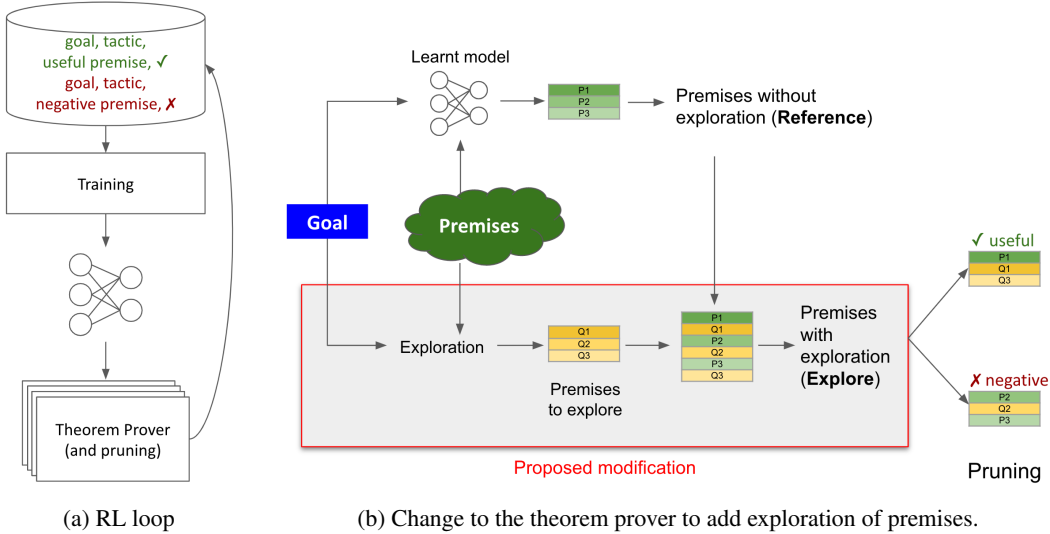 goal, tactic,
useful premise, ✓
goal, tactic,
negative premise, ✗
Training
Theorem Prover
(and pruning)
(a) RL loop
Learnt model
P1
P2
P3
Premises without
exploration (Reference)
Goal
Premises
Exploration
Q1
Q2
Q3
Premises
to explore
P1
Q1
P2
Q2
P3
Q3
Premises
with
exploration
(Explore)
Proposed modification
✓ useful
P1
Q1
Q3
✗ negative
P2
Q2
P3
Pruning
(b) Change to the theorem prover to add exploration of premises.